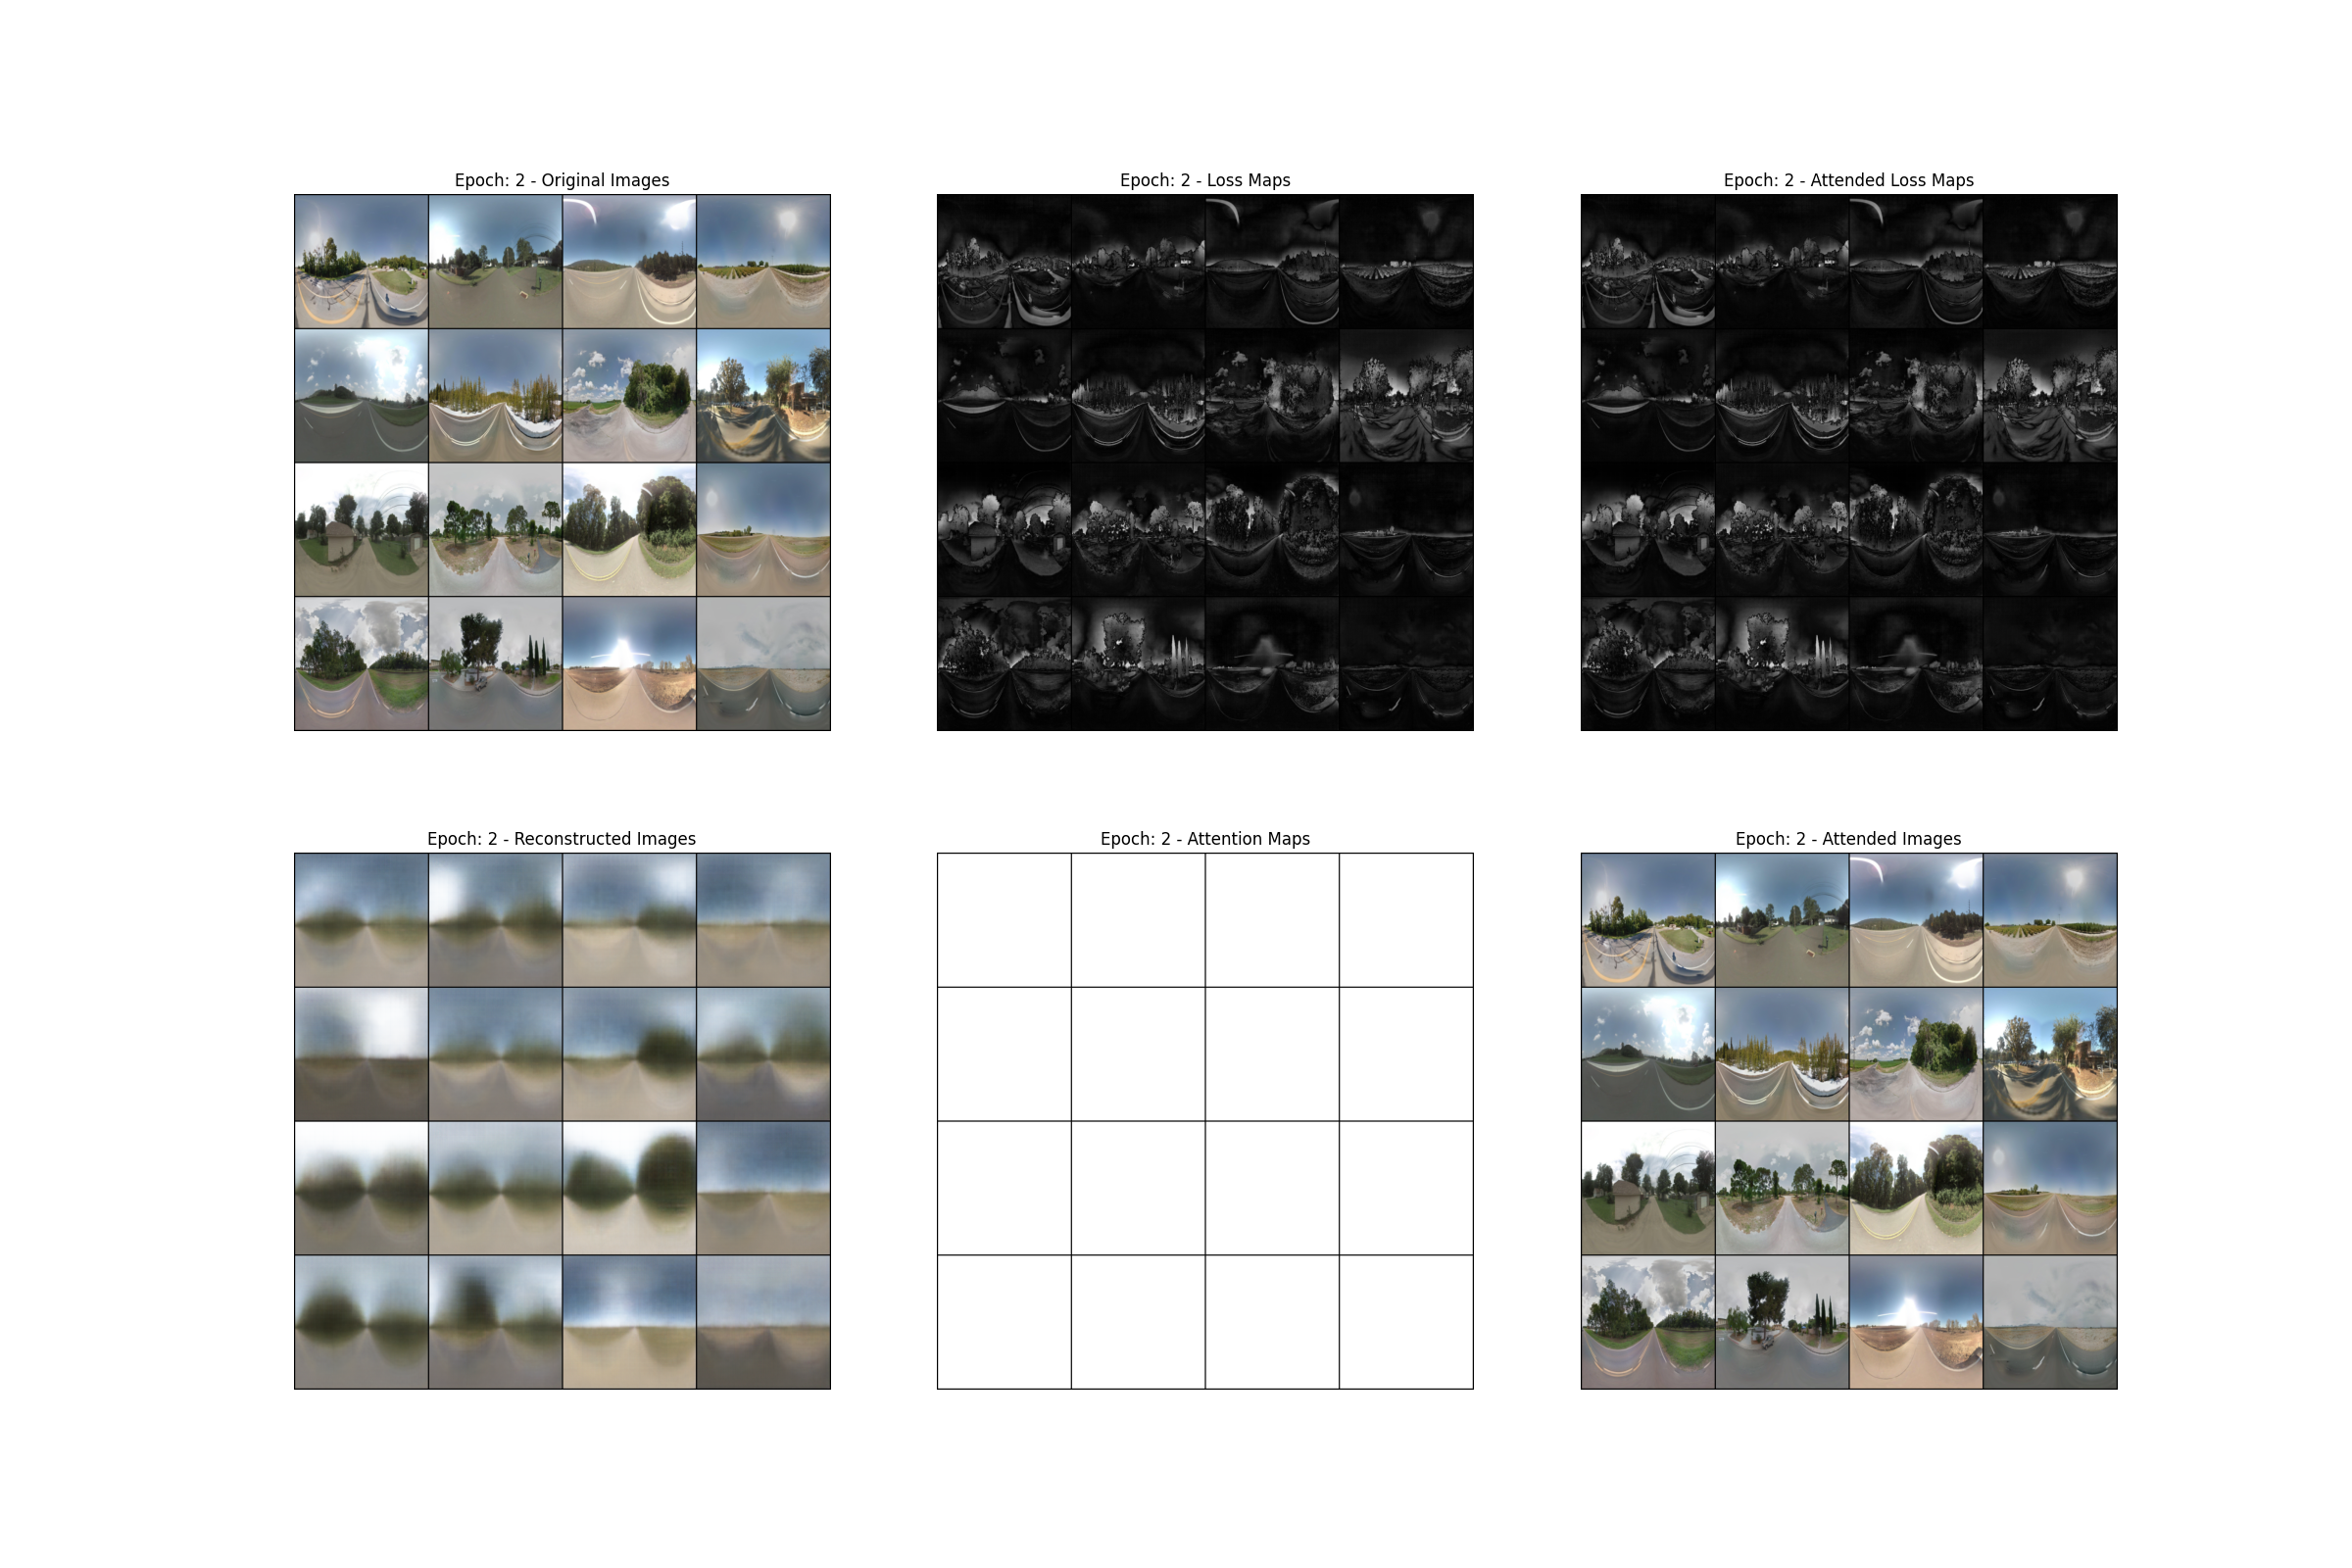 Epoch: 2 - Original Images
Epoch: 2 - Loss Maps
Epoch: 2 - Attended Loss Maps
Epoch: 2 - Reconstructed Images
Epoch: 2 - Attention Maps
Epoch: 2 - Attended Images